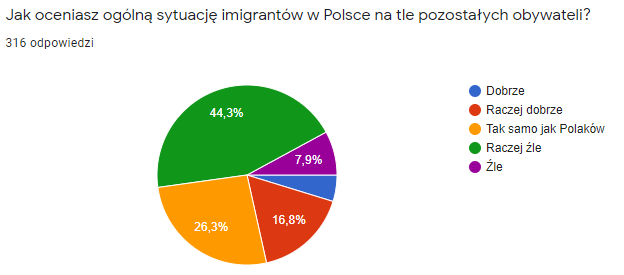 Jak oceniasz ogólną sytuację imigrantów w Polsce na tle pozostałych obywateli?
316 odpowiedzi
44,3%
7,9%
16,8%
26,3%
Dobrze
Raczej dobrze
Tak samo jak Polaków
Raczej źle
Źle